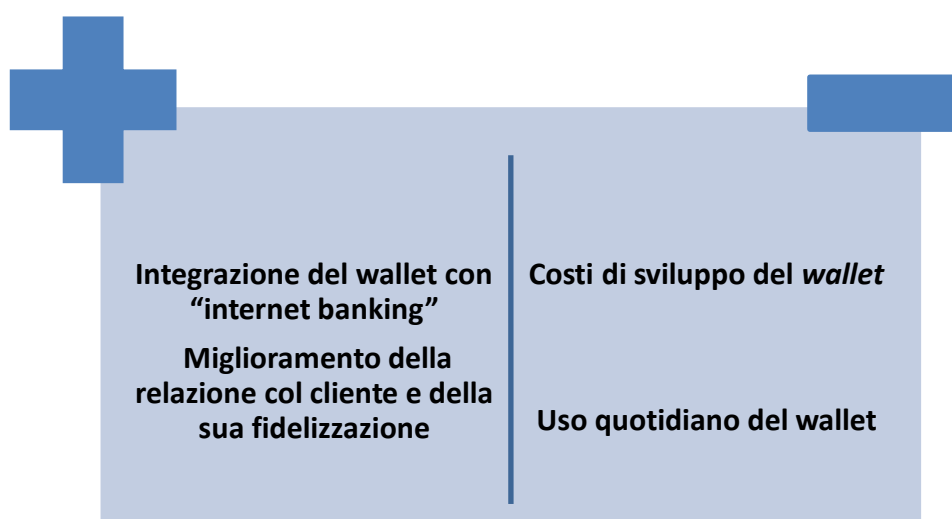 Integrazione del wallet con
“internet banking”
Miglioramento della
relazione col cliente e della
sua fidelizzazione
Costi di sviluppo del wallet
Uso quotidiano del wallet